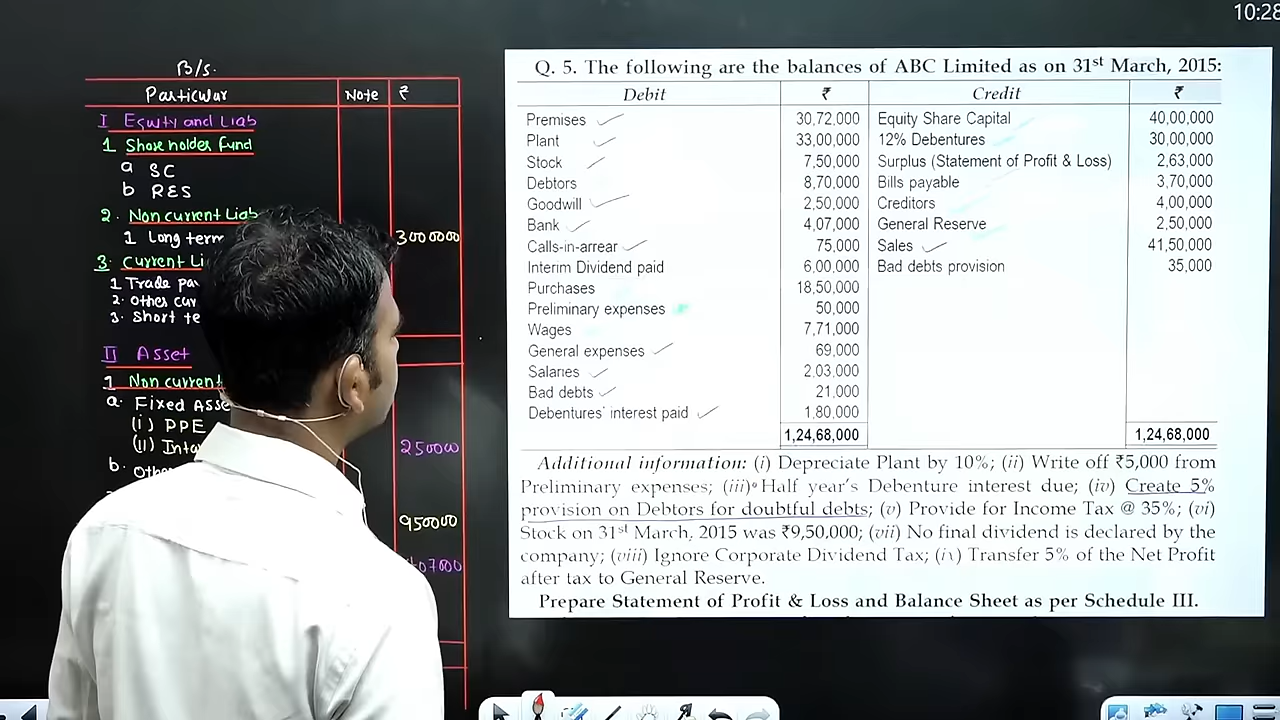 10:28
B/s.
Particular Note ₹
I Equity and Liab
1 Share holder fund
a SC
b RES
2. Non current Liab
1 Long term 3000000
3. Current Li
1 Trade pa
2. Other cur
3. Short te
II Asset
1 Non current
a. Fixed Asse
(i) PPE
(ii) Inta 250000
b. Oth
950000
07000
Q. 5. The following are the balances of ABC Limited as on 31st March, 2015:
Debit ₹ Credit ₹
Premises 30,72,000 Equity Share Capital 40,00,000
Plant 33,00,000 12% Debentures 30,00,000
Stock 7,50,000 Surplus (Statement of Profit & Loss) 2,63,000
Debtors 8,70,000 Bills payable 3,70,000
Goodwill 2,50,000 Creditors 4,00,000
Bank 4,07,000 General Reserve 2,50,000
Calls-in-arrear 75,000 Sales 41,50,000
Interim Dividend paid 6,00,000 Bad debts provision 35,000
Purchases 18,50,000
Preliminary expenses 50,000
Wages 7,71,000
General expenses 69,000
Salaries 2,03,000
Bad debts 21,000
Debentures' interest paid 1,80,000
1,24,68,000 1,24,68,000
Additional information: (i) Depreciate Plant by 10%; (ii) Write off ₹5,000 from
Preliminary expenses; (iii) Half year's Debenture interest due; (iv) Create 5%
provision on Debtors for doubtful debts; (v) Provide for Income Tax @ 35%; (vi)
Stock on 31st March, 2015 was ₹9,50,000; (vii) No final dividend is declared by the
company; (viii) Ignore Corporate Dividend Tax; (ix) Transfer 5% of the Net Profit
after tax to General Reserve.
Prepare Statement of Profit & Loss and Balance Sheet as per Schedule III.